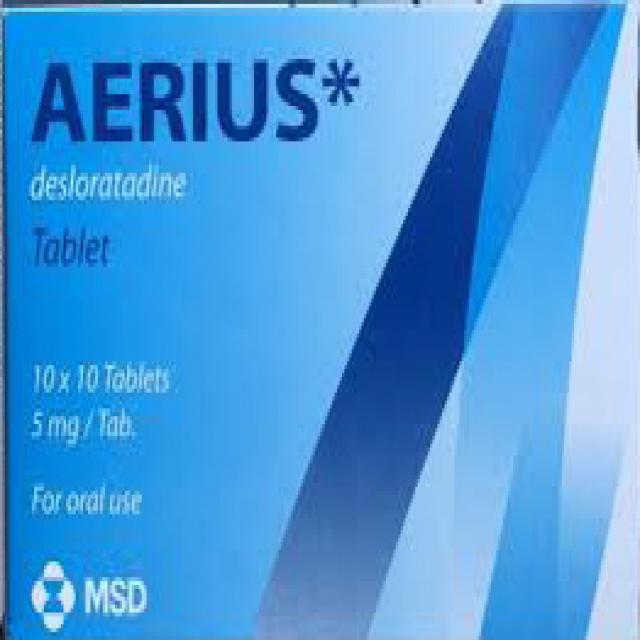 AERIUS*
desloratadine
Tablet
10 x 10 Tablets
5 mg / Tab.
For oral use
MSD